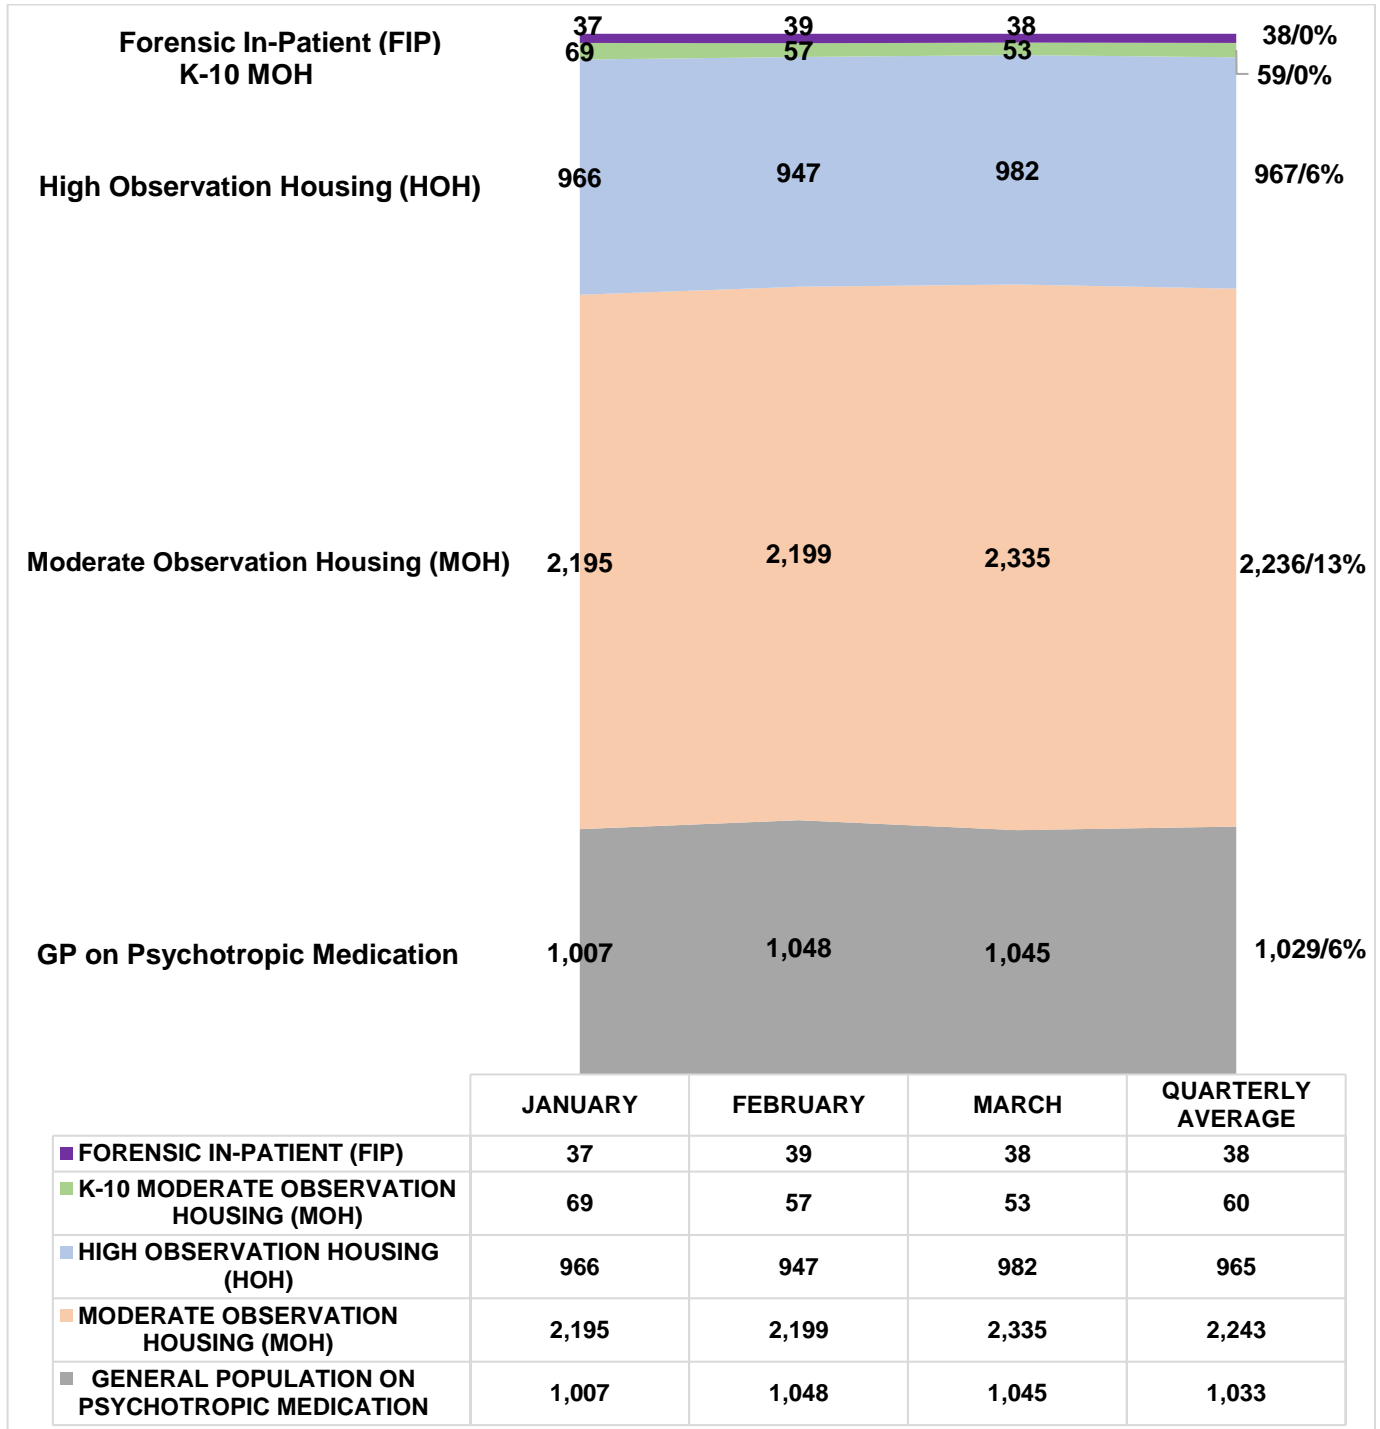 37 39 38
Forensic In-Patient (FIP) 38/0%
69 57 53
K-10 MOH 59/0%
High Observation Housing (HOH) 966 947 982 967/6%
Moderate Observation Housing (MOH) 2,195 2,199 2,335 2,236/13%
GP on Psychotropic Medication 1,007 1,048 1,045 1,029/6%
JANUARY FEBRUARY MARCH QUARTERLY
AVERAGE
FORENSIC IN-PATIENT (FIP) 37 39 38 38
K-10 MODERATE OBSERVATION
HOUSING (MOH) 69 57 53 60
HIGH OBSERVATION HOUSING
(HOH) 966 947 982 965
MODERATE OBSERVATION
HOUSING (MOH) 2,195 2,199 2,335 2,243
GENERAL POPULATION ON
PSYCHOTROPIC MEDICATION 1,007 1,048 1,045 1,033